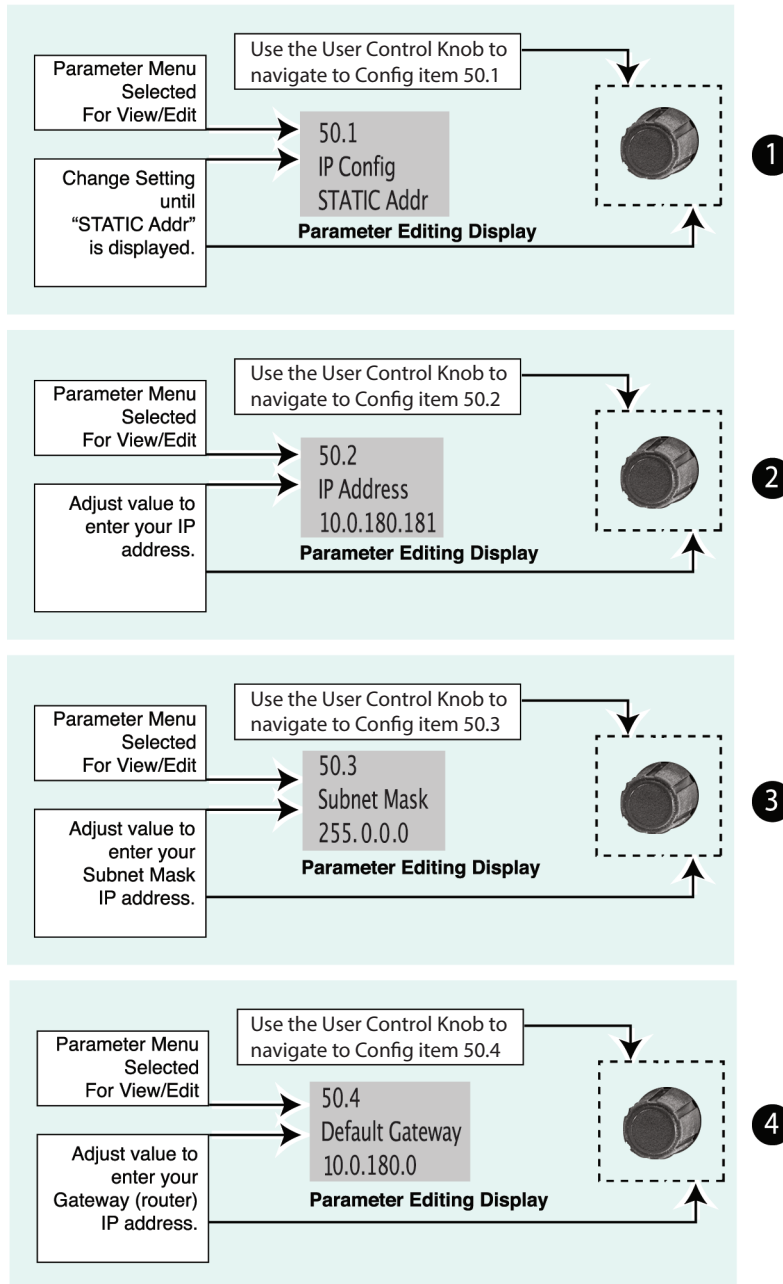 Use the User Control Knob to
navigate to Config item 50.1
Parameter Menu
Selected
For View/Edit
50.1
IP Config
STATIC Addr
Parameter Editing Display
Change Setting
until
“STATIC Addr”
is displayed.
1
Use the User Control Knob to
navigate to Config item 50.2
Parameter Menu
Selected
For View/Edit
50.2
IP Address
10.0.180.181
Parameter Editing Display
Adjust value to
enter your IP
address.
2
Use the User Control Knob to
navigate to Config item 50.3
Parameter Menu
Selected
For View/Edit
50.3
Subnet Mask
255.0.0.0
Parameter Editing Display
Adjust value to
enter your
Subnet Mask
IP address.
3
Use the User Control Knob to
navigate to Config item 50.4
Parameter Menu
Selected
For View/Edit
50.4
Default Gateway
10.0.180.0
Parameter Editing Display
Adjust value to
enter your
Gateway (router)
IP address.
4